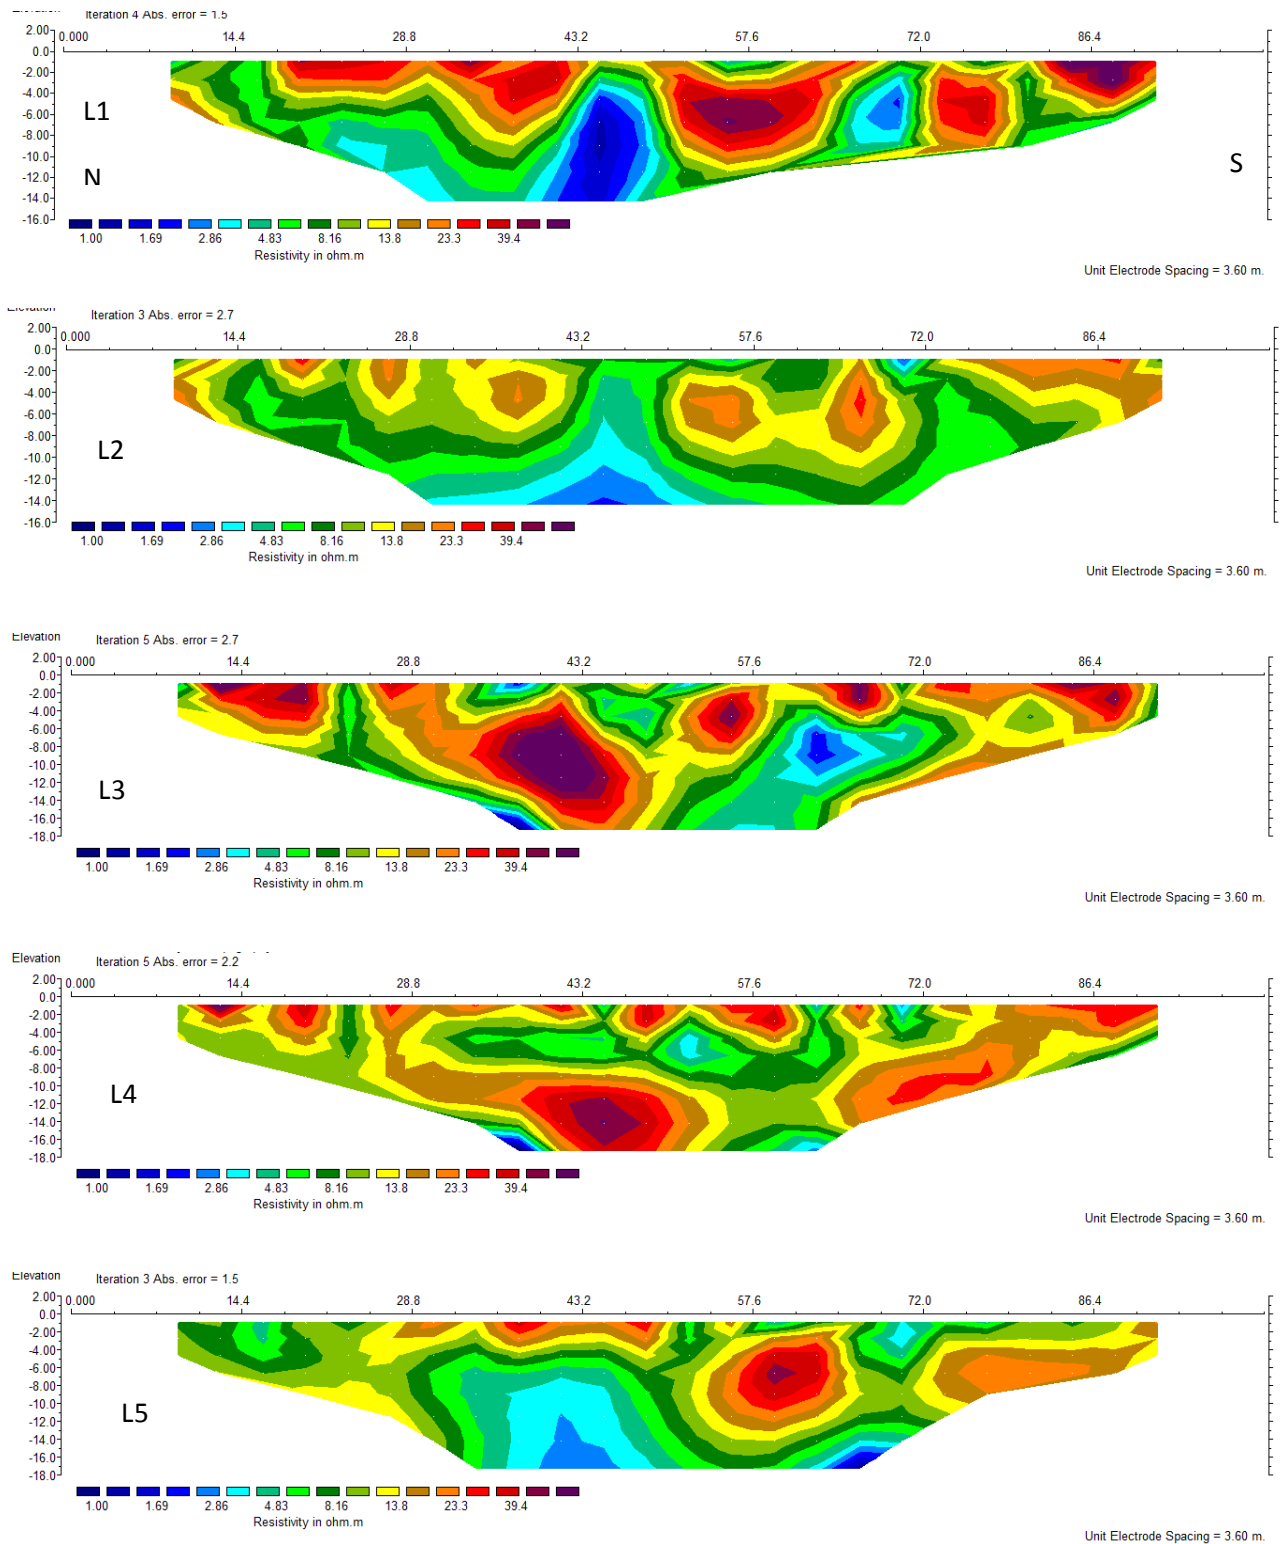 Iteration 4 Abs. error = 1.5
0.000 14.4 28.8 43.2 57.6 72.0 86.4
2.00
0.0
-2.00
-4.00
-6.00
-8.00
-10.0
-12.0
-14.0
-16.0
L1
N
S
1.00 1.69 2.86 4.83 8.16 13.8 23.3 39.4
Resistivity in ohm.m
Unit Electrode Spacing = 3.60 m.
Iteration 3 Abs. error = 2.7
0.000 14.4 28.8 43.2 57.6 72.0 86.4
2.00
0.0
-2.00
-4.00
-6.00
-8.00
-10.0
-12.0
-14.0
-16.0
L2
1.00 1.69 2.86 4.83 8.16 13.8 23.3 39.4
Resistivity in ohm.m
Unit Electrode Spacing = 3.60 m.
Elevation
Iteration 5 Abs. error = 2.7
0.000 14.4 28.8 43.2 57.6 72.0 86.4
2.00
0.0
-2.00
-4.00
-6.00
-8.00
-10.0
-12.0
-14.0
-16.0
-18.0
L3
1.00 1.69 2.86 4.83 8.16 13.8 23.3 39.4
Resistivity in ohm.m
Unit Electrode Spacing = 3.60 m.
Elevation
Iteration 5 Abs. error = 2.2
0.000 14.4 28.8 43.2 57.6 72.0 86.4
2.00
0.0
-2.00
-4.00
-6.00
-8.00
-10.0
-12.0
-14.0
-16.0
-18.0
L4
1.00 1.69 2.86 4.83 8.16 13.8 23.3 39.4
Resistivity in ohm.m
Unit Electrode Spacing = 3.60 m.
Elevation
Iteration 3 Abs. error = 1.5
0.000 14.4 28.8 43.2 57.6 72.0 86.4
2.00
0.0
-2.00
-4.00
-6.00
-8.00
-10.0
-12.0
-14.0
-16.0
-18.0
L5
1.00 1.69 2.86 4.83 8.16 13.8 23.3 39.4
Resistivity in ohm.m
Unit Electrode Spacing = 3.60 m.